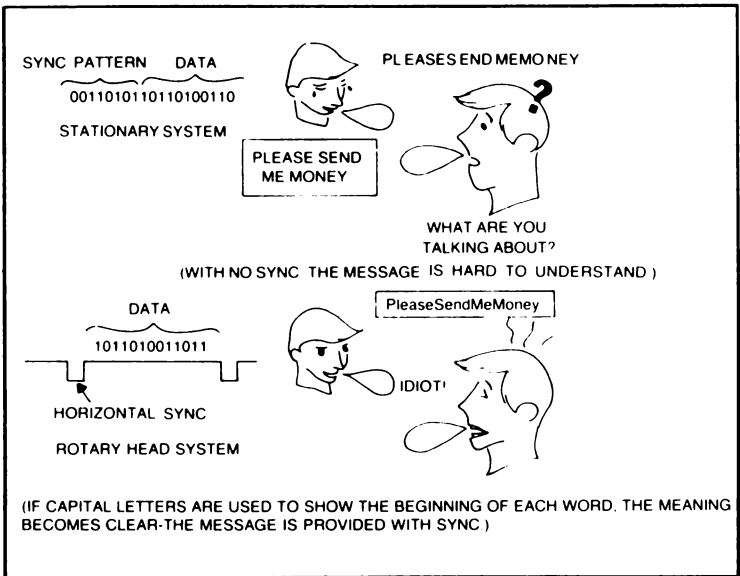 SYNC PATTERN DATA
0011010110110100110
STATIONARY SYSTEM
PLEASE SEND
ME MONEY
PL EASES END MEMO NEY
?
WHAT ARE YOU
TALKING ABOUT?
(WITH NO SYNC THE MESSAGE IS HARD TO UNDERSTAND )
DATA
1011010011011
HORIZONTAL SYNC
ROTARY HEAD SYSTEM
PleaseSendMeMoney
IDIOT!
(IF CAPITAL LETTERS ARE USED TO SHOW THE BEGINNING OF EACH WORD, THE MEANING
BECOMES CLEAR-THE MESSAGE IS PROVIDED WITH SYNC.)